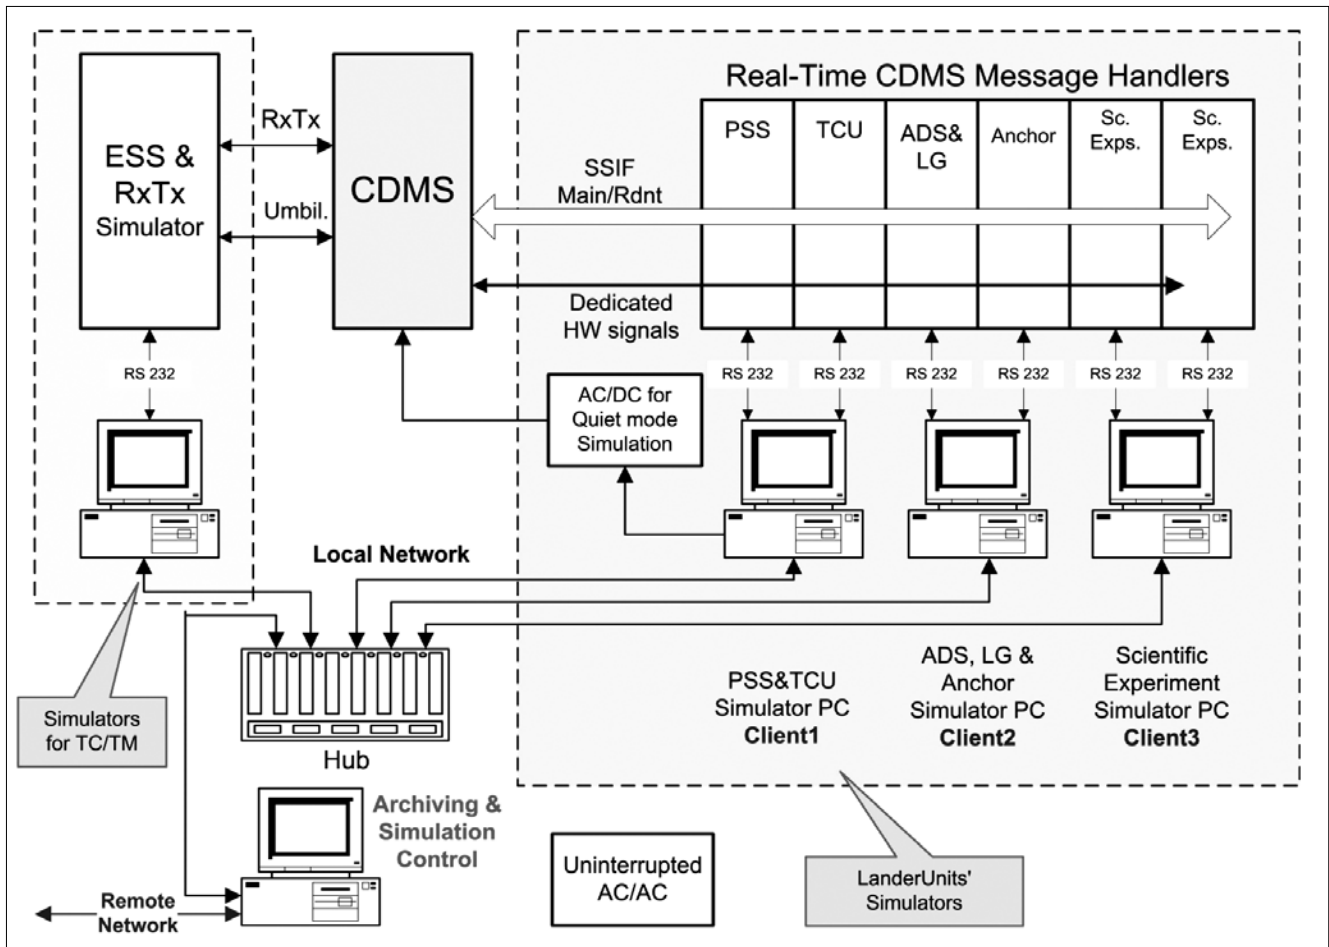 Real-Time CDMS Message Handlers
ESS &
RxTx
Simulator
RxTx
Umbil.
CDMS
SSIF
Main/Rdnt
Dedicated
HW signals
PSS
TCU
ADS&
LG
Anchor
Sc.
Exps.
Sc.
Exps.
RS 232
RS 232
RS 232
RS 232
RS 232
RS 232
RS 232
AC/DC for
Quiet mode
Simulation
Local Network
Simulators
for TC/TM
Hub
PSS&TCU
Simulator PC
Client1
ADS, LG &
Anchor
Simulator PC
Client2
Scientific
Experiment
Simulator PC
Client3
Archiving &
Simulation
Control
Remote
Network
Uninterrupted
AC/AC
LanderUnits'
Simulators